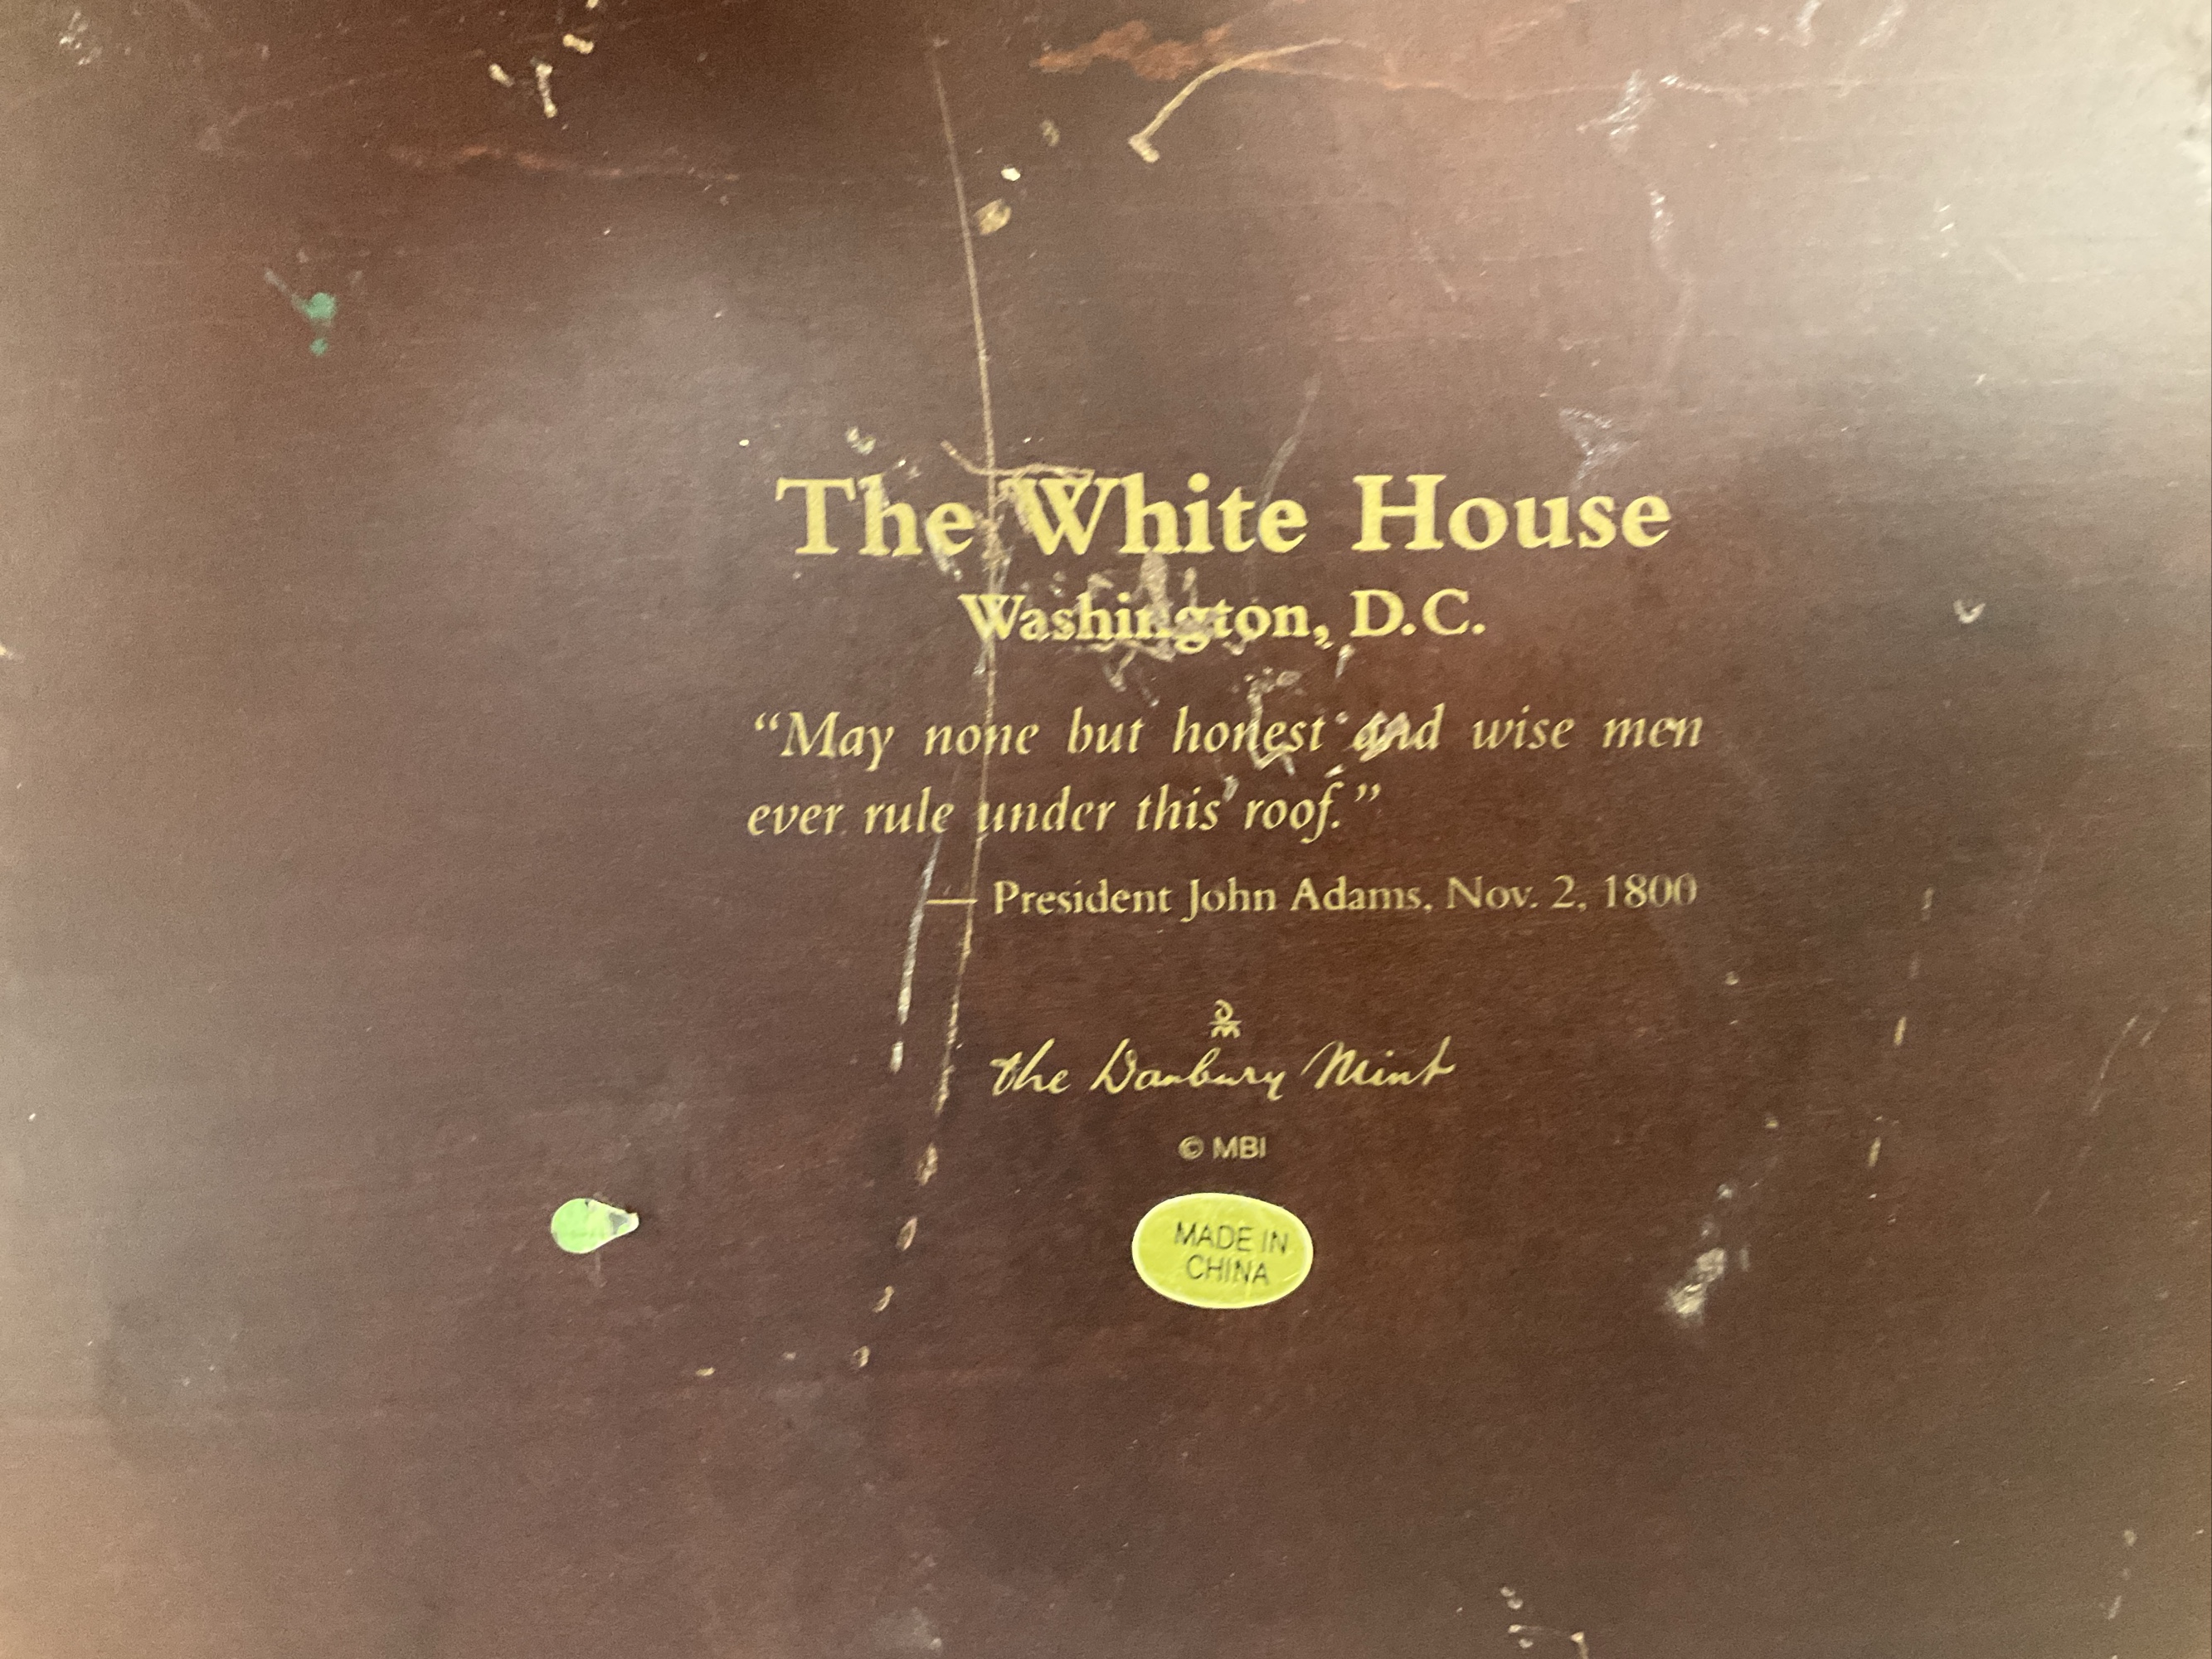 The White House
Washington, D.C.
“May none but honest and wise men
ever rule under this roof.”
— President John Adams, Nov. 2, 1800
DM
the Danbury Mint
© MBI
MADE IN
CHINA